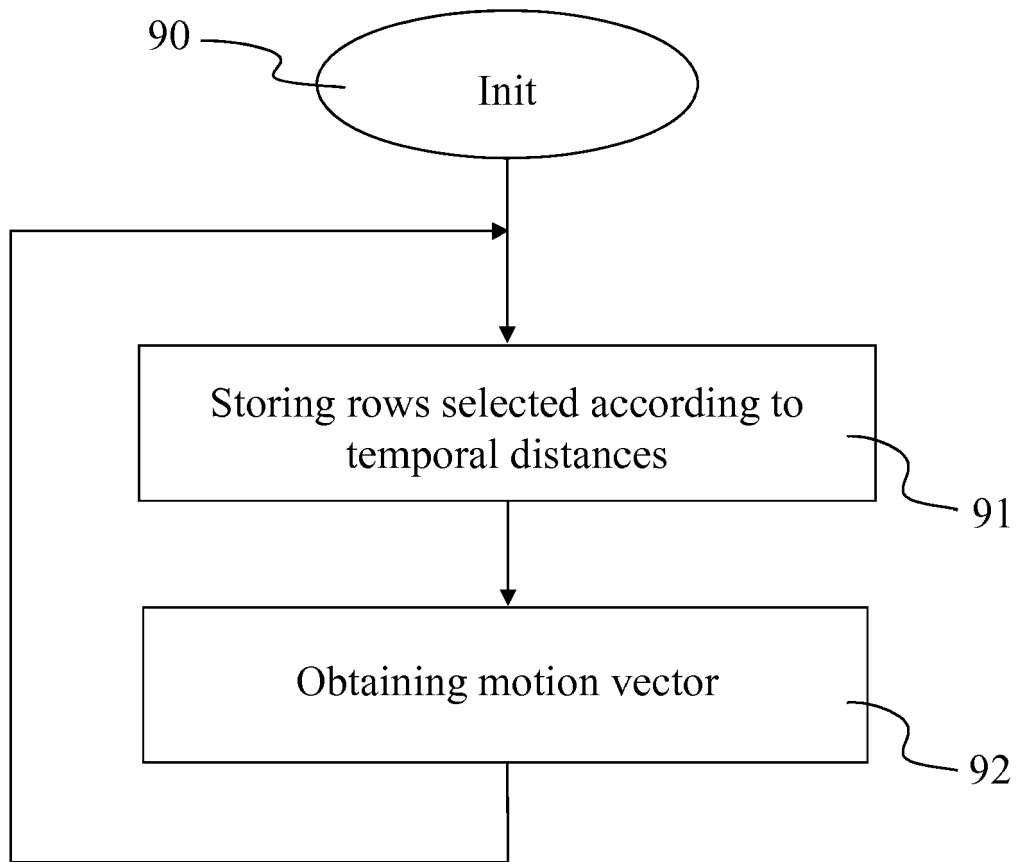 90
Init
Storing rows selected according to
temporal distances
91
Obtaining motion vector
92